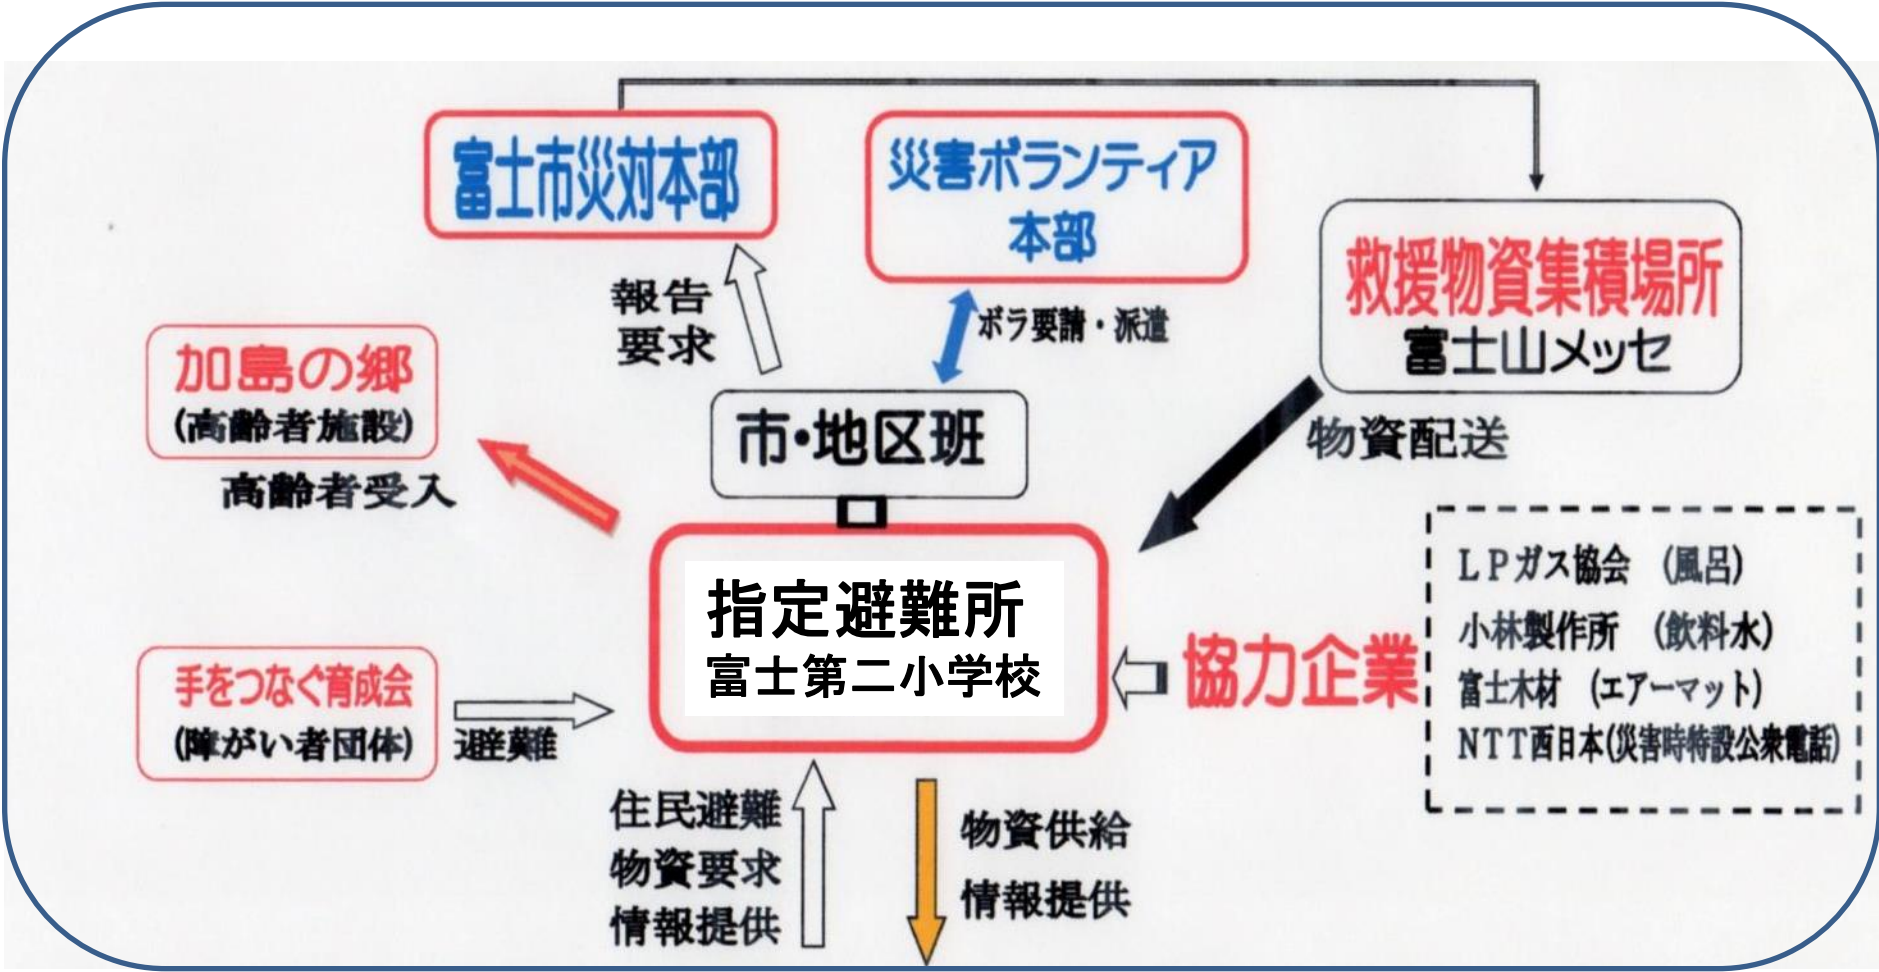 富士市災対本部
災害ボランティア
本部
救援物資集積場所
富士山メッセ
報告
要求
ボラ要請・派遣
加島の郷
(高齢者施設)
高齢者受入
市・地区班
物資配送
指定避難所
富士第二小学校
LPガス協会 (風呂)
小林製作所 (飲料水)
富士木材 (エアーマット)
NTT西日本(災害時特設公衆電話)
協力企業
手をつなぐ育成会
(障がい者団体)
避難
住民避難
物資要求
情報提供
物資供給
情報提供